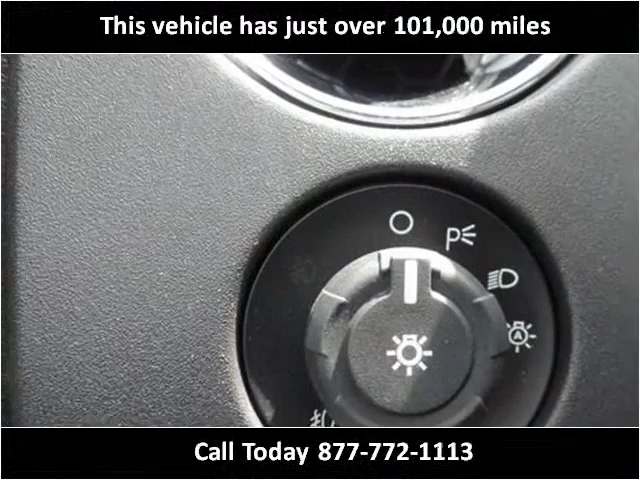 This vehicle has just over 101,000 miles
P
A
Call Today 877-772-1113